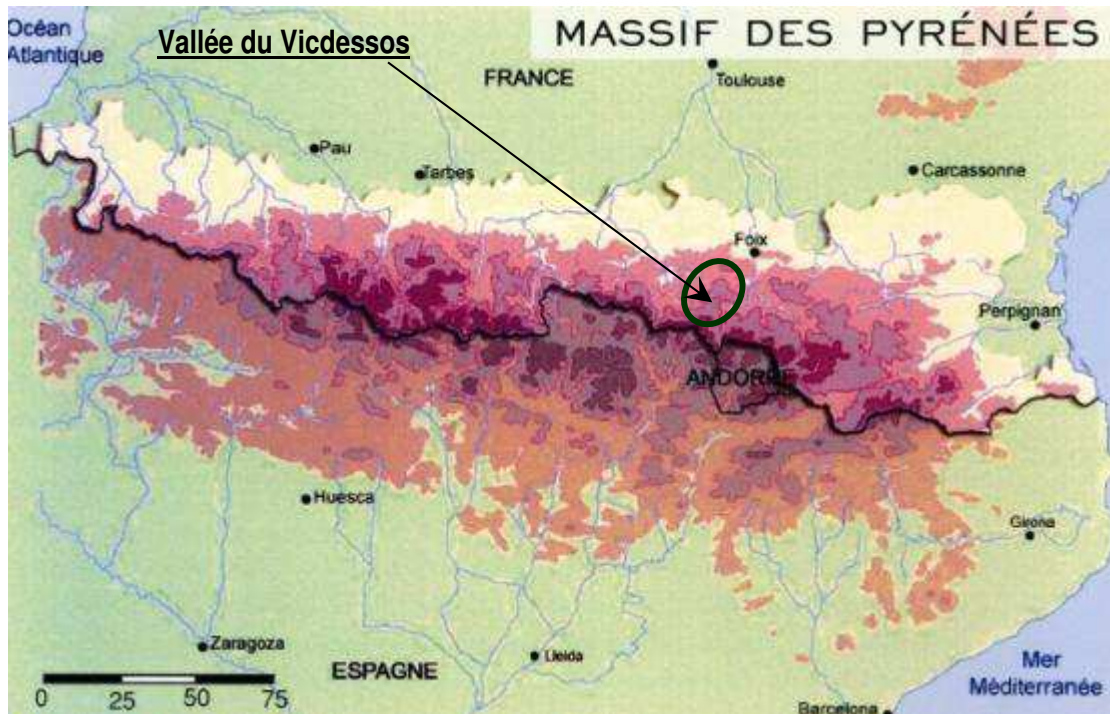 Océan
Atlantique
Vallée du Vicdessos
MASSIF DES PYRÉNÉES
FRANCE
Toulouse
Pau
Tarbes
Carcassonne
Foix
Perpignan
ANDORRE
Huesca
Girona
Zaragoza
Lleida
ESPAGNE
Mer
Méditerranée
0 25 50 75
Barcelona